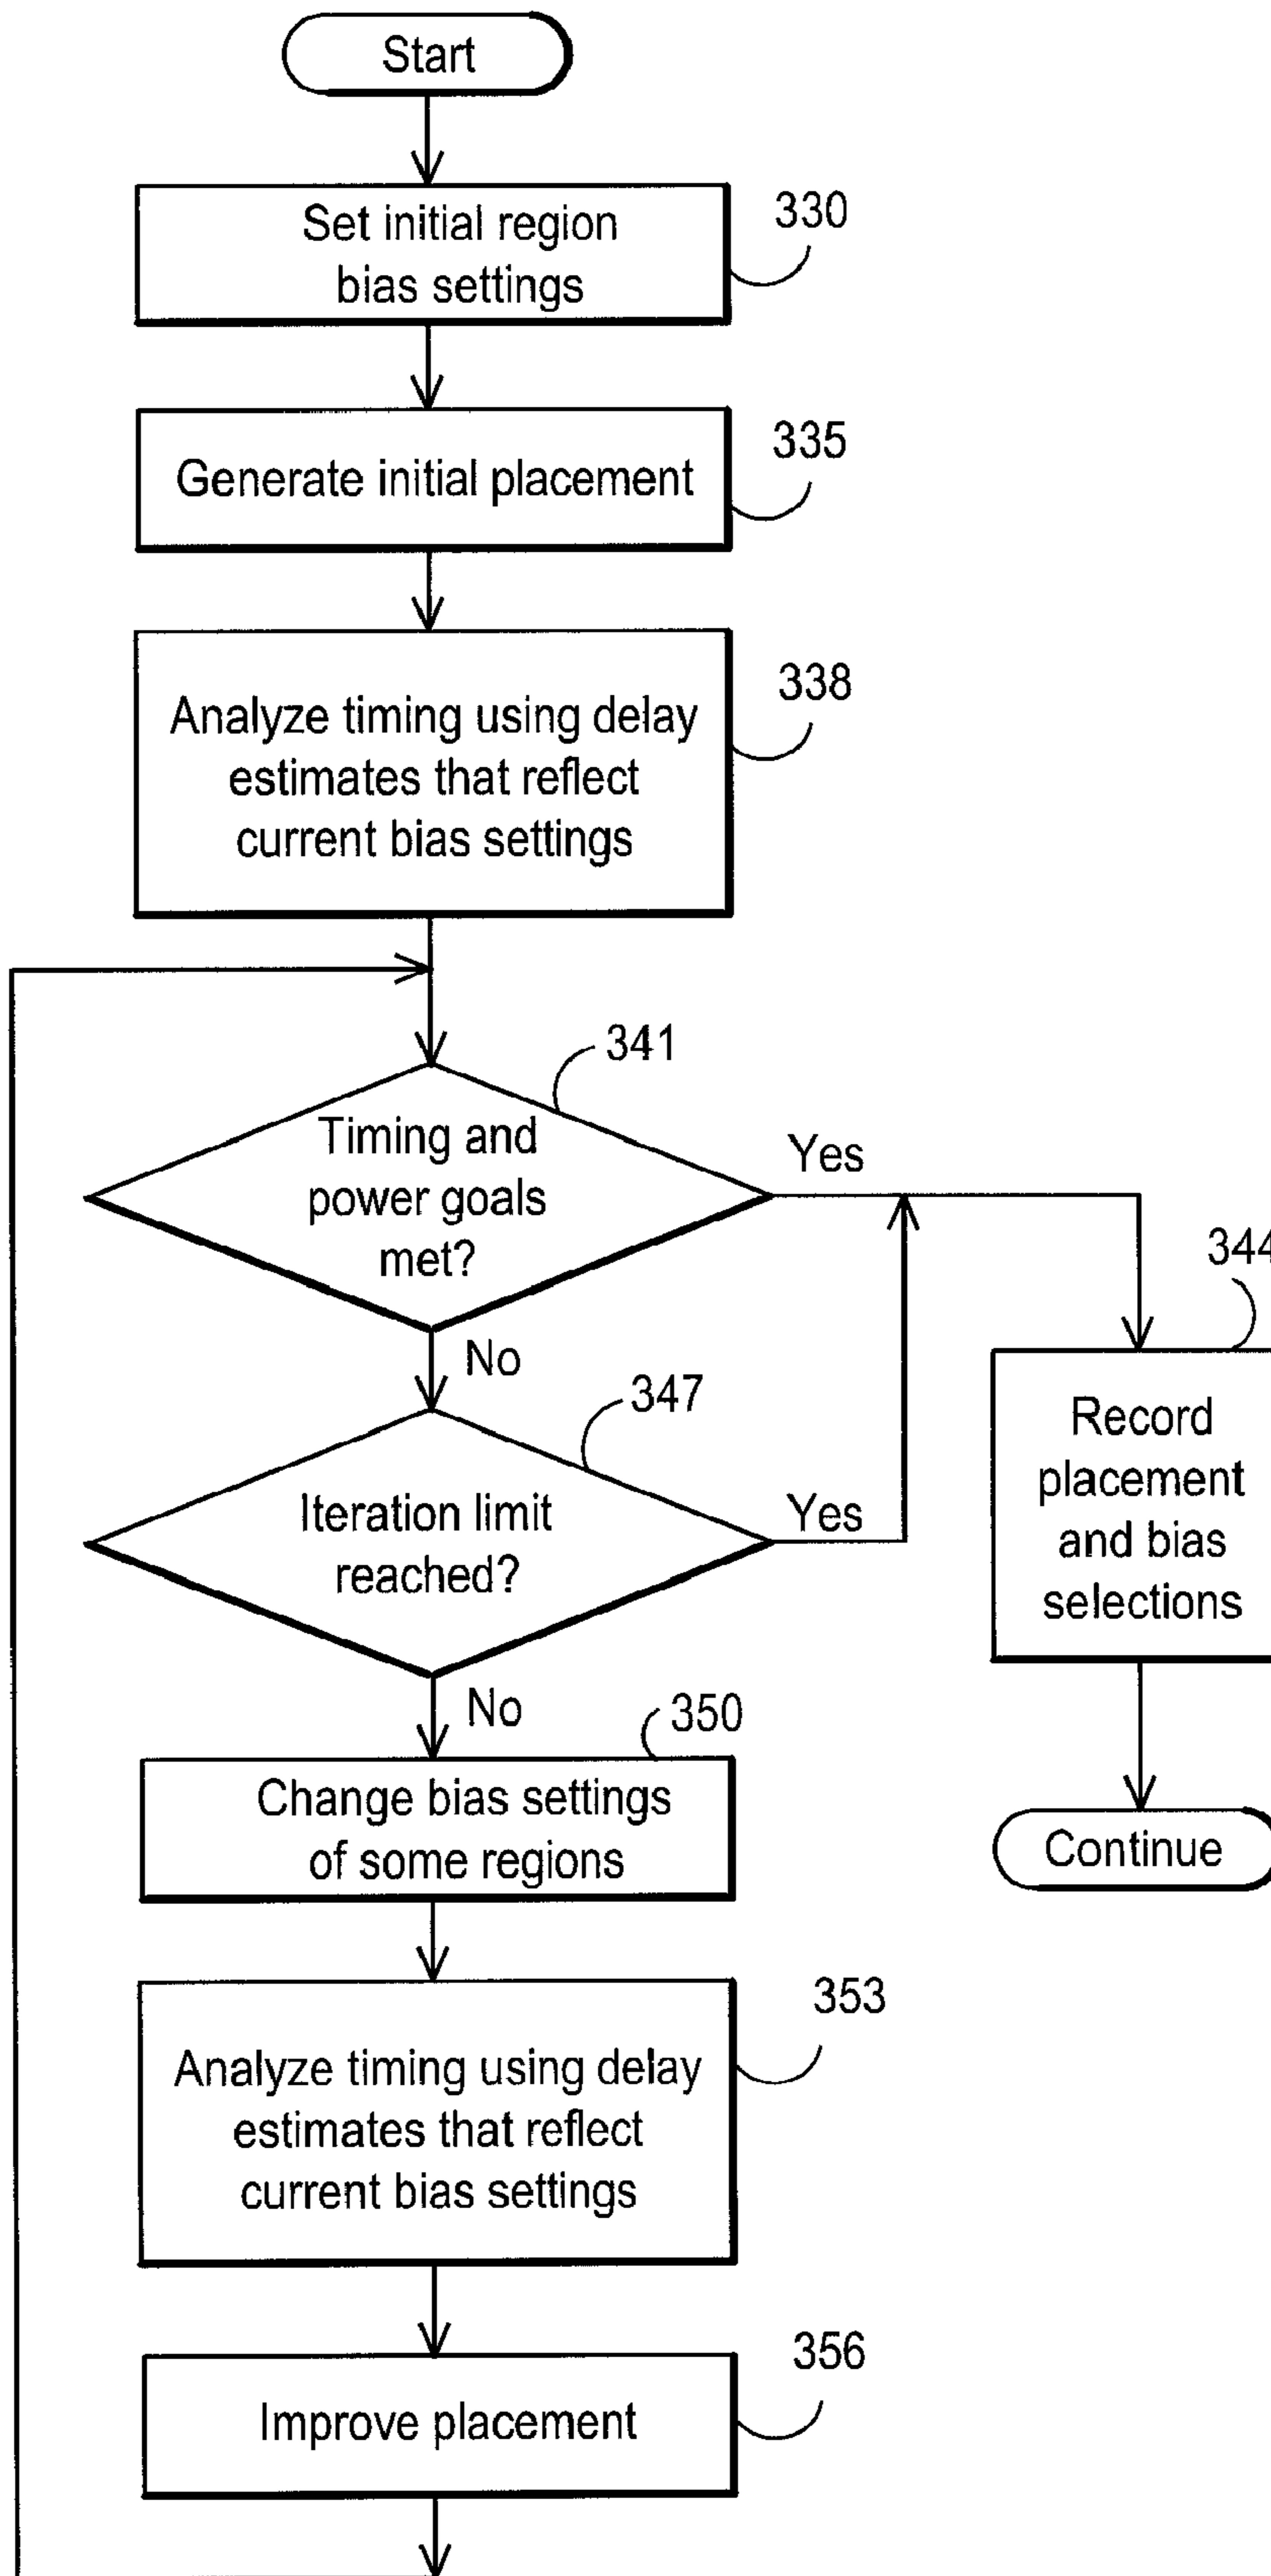 Start
Set initial region
bias settings
330
Generate initial placement
335
Analyze timing using delay
estimates that reflect
current bias settings
338
341
Timing and
power goals
met?
Yes
No
344
Record
placement
and bias
selections
Continue
347
Iteration limit
reached?
Yes
No
350
Change bias settings
of some regions
353
Analyze timing using delay
estimates that reflect
current bias settings
356
Improve placement